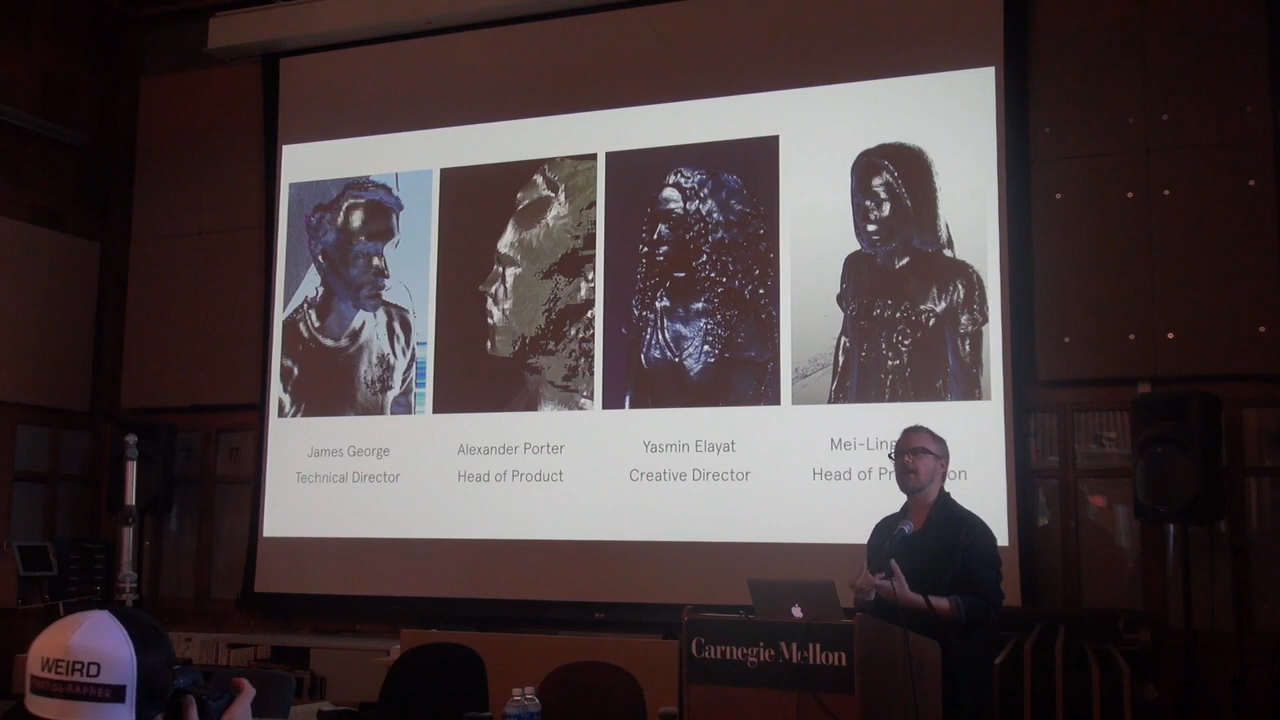 James George
Technical Director
Alexander Porter
Head of Product
Yasmin Elayat
Creative Director
Mei-Ling
Head of
Carnegie Mellon
WEIRD